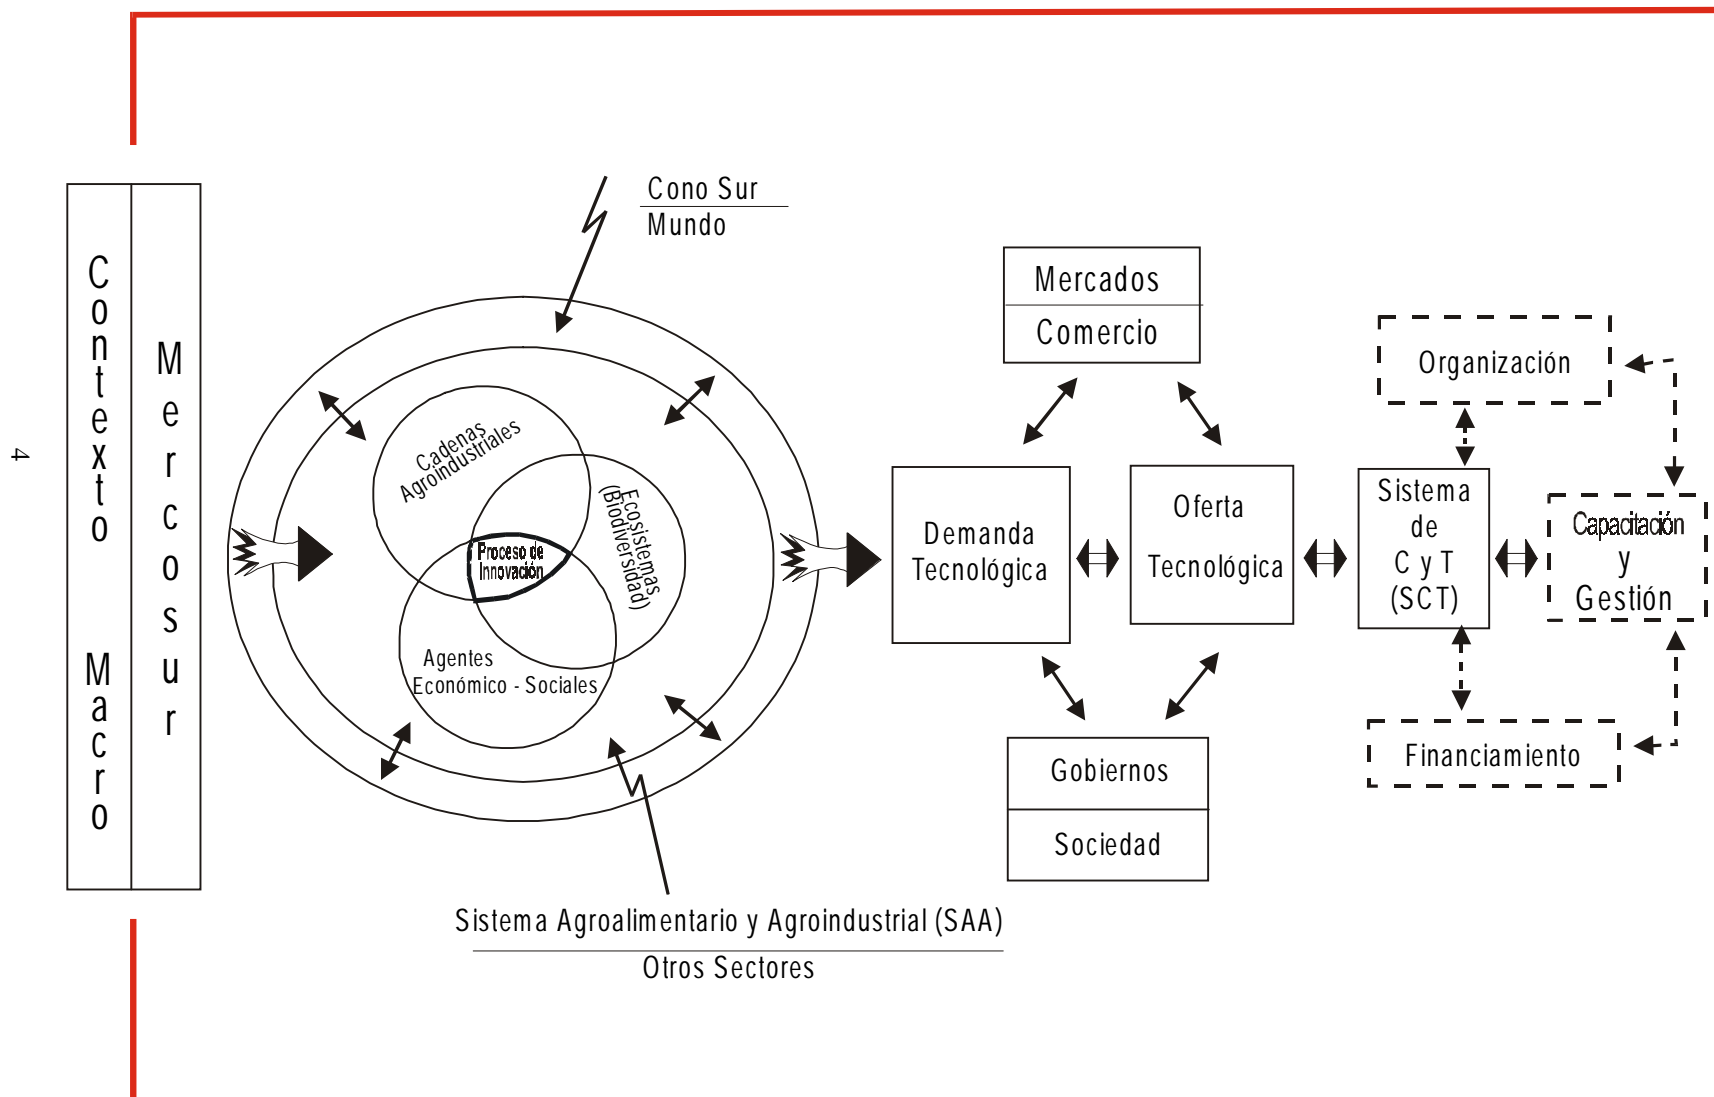 4
Contexto Macro
Mercosur
Cono Sur
Mundo
Cadenas
Agroindustriales
Ecosistemas
(Biodiversidad)
Proceso de
Innovación
Agentes
Económico - Sociales
Sistema Agroalimentario y Agroindustrial (SAA)
Otros Sectores
Mercados
Comercio
Demanda
Tecnológica
Oferta
Tecnológica
Gobiernos
Sociedad
Organización
Sistema
de
C y T
(SCT)
Capacitación
y
Gestión
Financiamiento